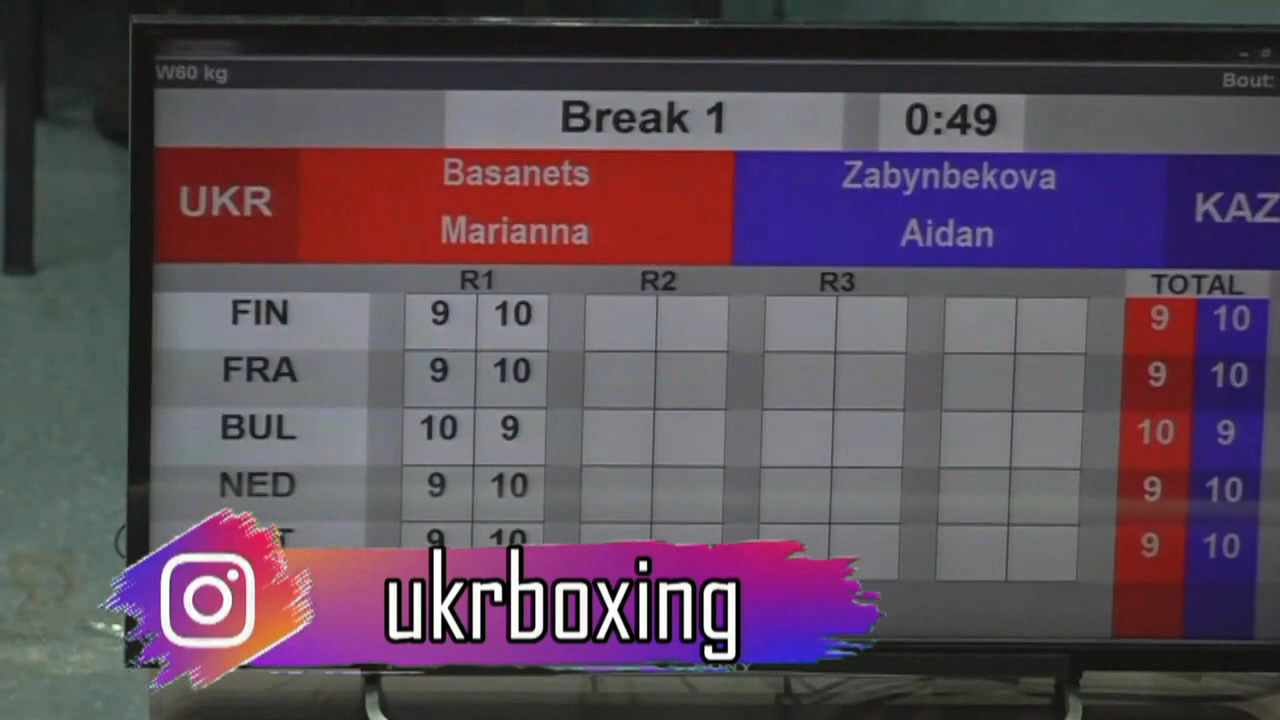 W60 kg
Bout:
Break 1 0:49
UKR Basanets Marianna Zabynbekova Aidan KAZ
R1 R2 R3 TOTAL
FIN 9 10 9 10
FRA 9 10 9 10
BUL 10 9 10 9
NED 9 10 9 10
9 10 9 10
ukrboxing